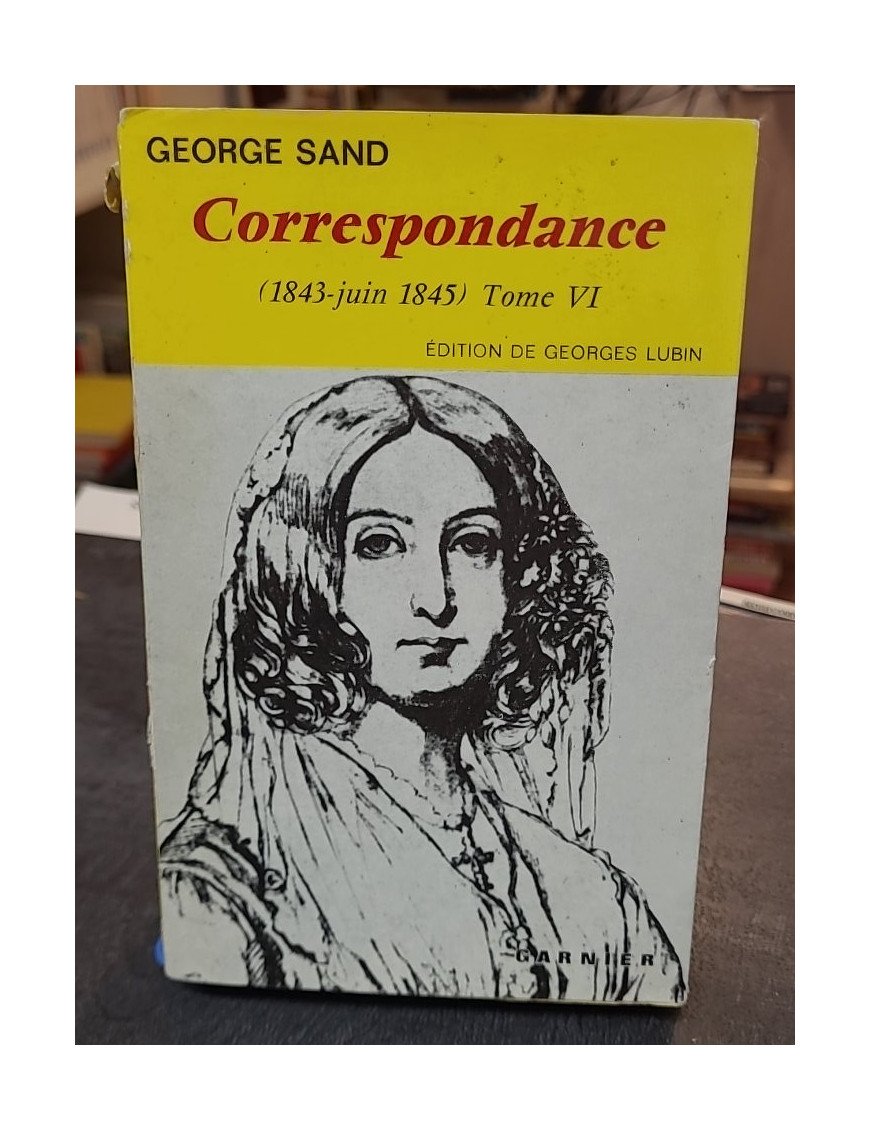 GEORGE SAND
Correspondance
(1843-juin 1845) Tome VI
ÉDITION DE GEORGES LUBIN
GARNIER